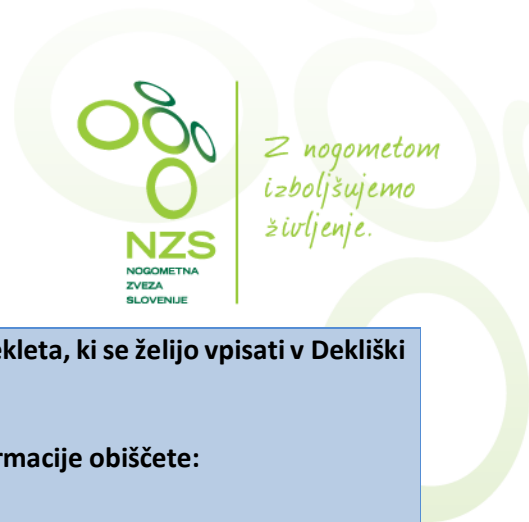 Z nogometom
izboljšujemo
življenje.
NZS
NOGOMETNA
ZVEZA
SLOVENIJE
ekleta, ki se želijo vpisati v Dekliški
rmacije obiščete: